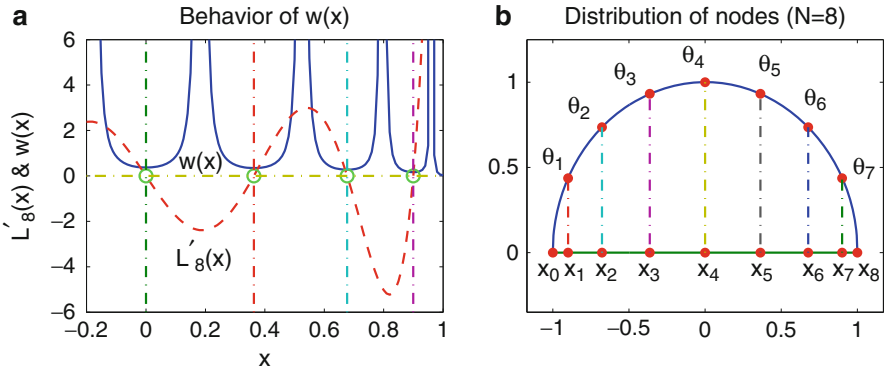 a
Behavior of w(x)
L'₈(x) & w(x)
6
4
2
0
−2
−4
−6
w(x)
L'₈(x)
−0.2
0
0.2
0.4
0.6
0.8
1
x
b
Distribution of nodes (N=8)
1
0.5
0
θ₁
θ₂
θ₃
θ₄
θ₅
θ₆
θ₇
x₀
x₁
x₂
x₃
x₄
x₅
x₆
x₇
x₈
−1
−0.5
0
0.5
1